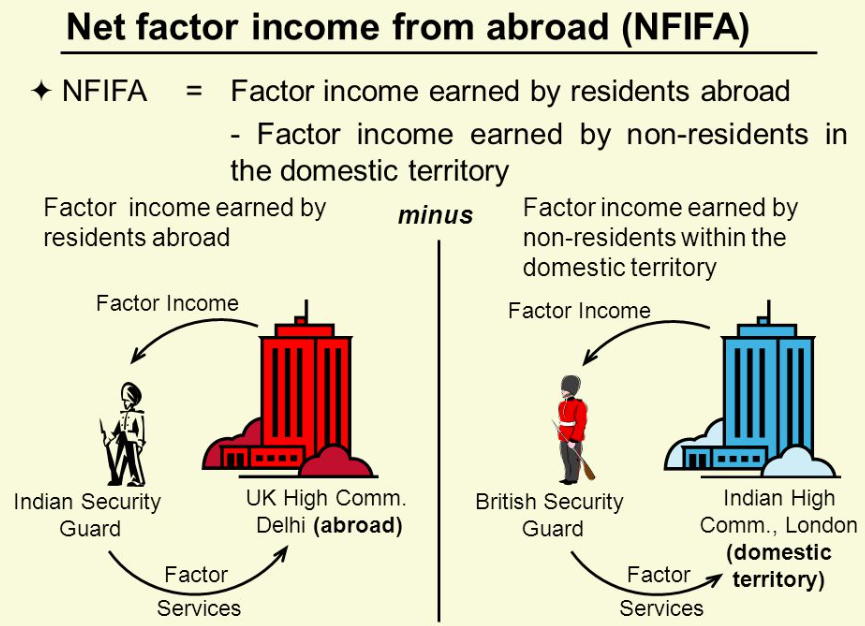 Net factor income from abroad (NFIFA)
✦ NFIFA = Factor income earned by residents abroad
- Factor income earned by non-residents in
the domestic territory
Factor income earned by
residents abroad
minus
Factor income earned by
non-residents within the
domestic territory
Factor Income
Indian Security
Guard
UK High Comm.
Delhi (abroad)
Factor
Services
Factor Income
British Security
Guard
Indian High
Comm., London
(domestic
territory)
Factor
Services